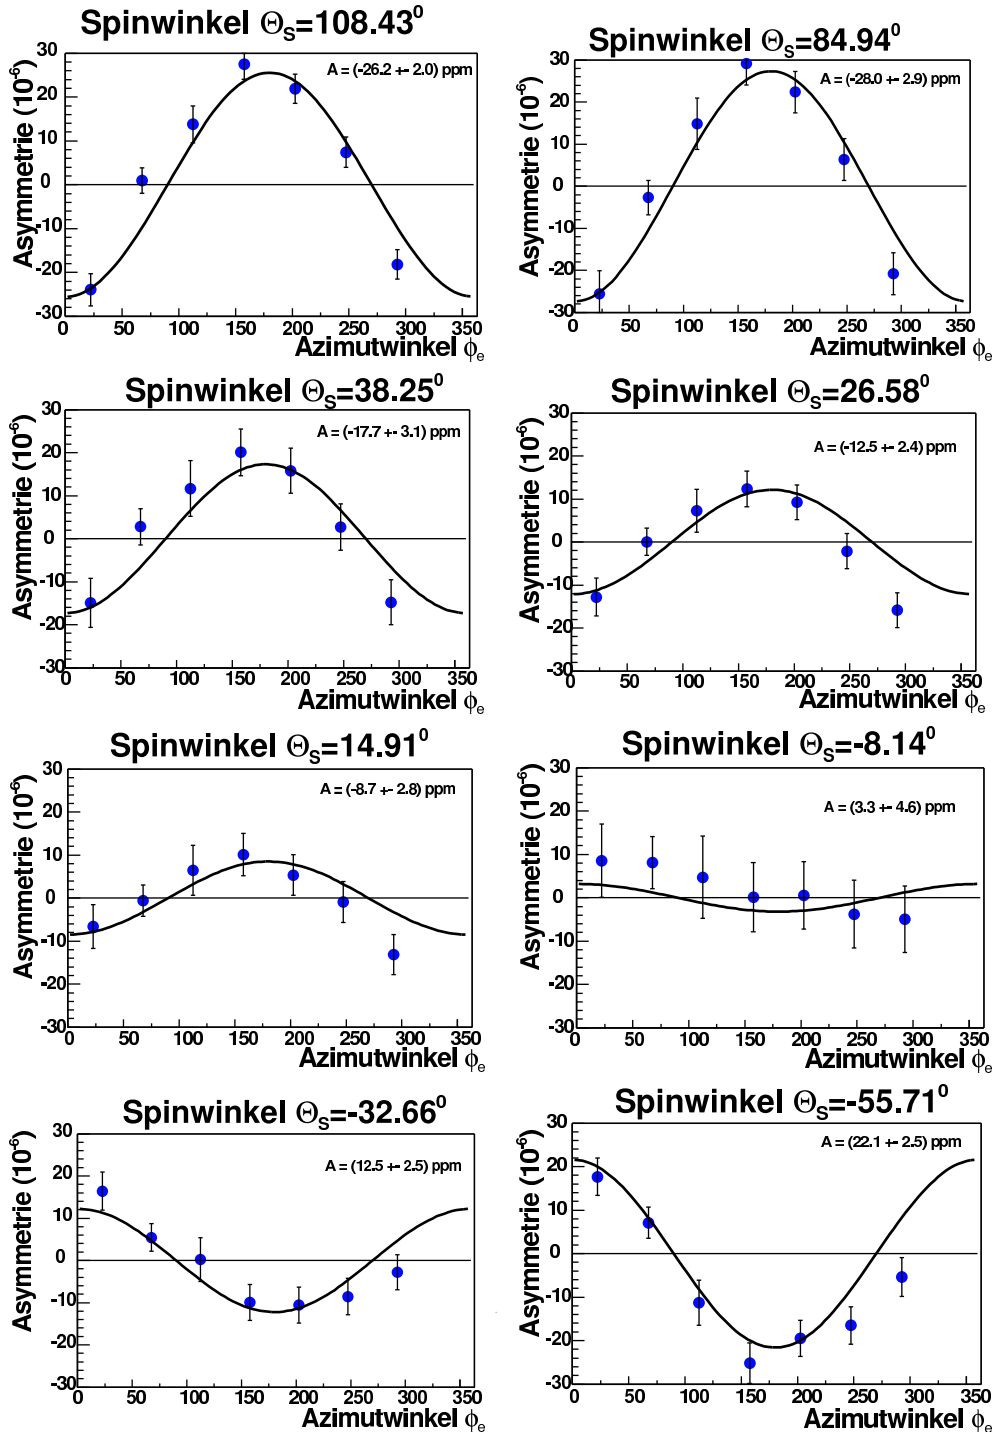 Spinwinkel Θs=108.43⁰
A = (-26.2 +- 2.0) ppm
Asymmetrie (10⁻⁶)
30
20
10
0
-10
-20
-30
0 50 100 150 200 250 300 350
Azimutwinkel ϕe
Spinwinkel Θs=84.94⁰
A = (-28.0 +- 2.9) ppm
Asymmetrie (10⁻⁶)
30
20
10
0
-10
-20
-30
0 50 100 150 200 250 300 350
Azimutwinkel ϕe
Spinwinkel Θs=38.25⁰
A = (-17.7 +- 3.1) ppm
Asymmetrie (10⁻⁶)
30
20
10
0
-10
-20
-30
0 50 100 150 200 250 300 350
Azimutwinkel ϕe
Spinwinkel Θs=26.58⁰
A = (-12.5 +- 2.4) ppm
Asymmetrie (10⁻⁶)
30
20
10
0
-10
-20
-30
0 50 100 150 200 250 300 350
Azimutwinkel ϕe
Spinwinkel Θs=14.91⁰
A = (-8.7 +- 2.8) ppm
Asymmetrie (10⁻⁶)
30
20
10
0
-10
-20
-30
0 50 100 150 200 250 300 350
Azimutwinkel ϕe
Spinwinkel Θs=-8.14⁰
A = (3.3 +- 4.6) ppm
Asymmetrie (10⁻⁶)
30
20
10
0
-10
-20
-30
0 50 100 150 200 250 300 350
Azimutwinkel ϕe
Spinwinkel Θs=-32.66⁰
A = (12.5 +- 2.5) ppm
Asymmetrie (10⁻⁶)
30
20
10
0
-10
-20
-30
0 50 100 150 200 250 300 350
Azimutwinkel ϕe
Spinwinkel Θs=-55.71⁰
A = (22.1 +- 2.5) ppm
Asymmetrie (10⁻⁶)
30
20
10
0
-10
-20
-30
0 50 100 150 200 250 300 350
Azimutwinkel ϕe